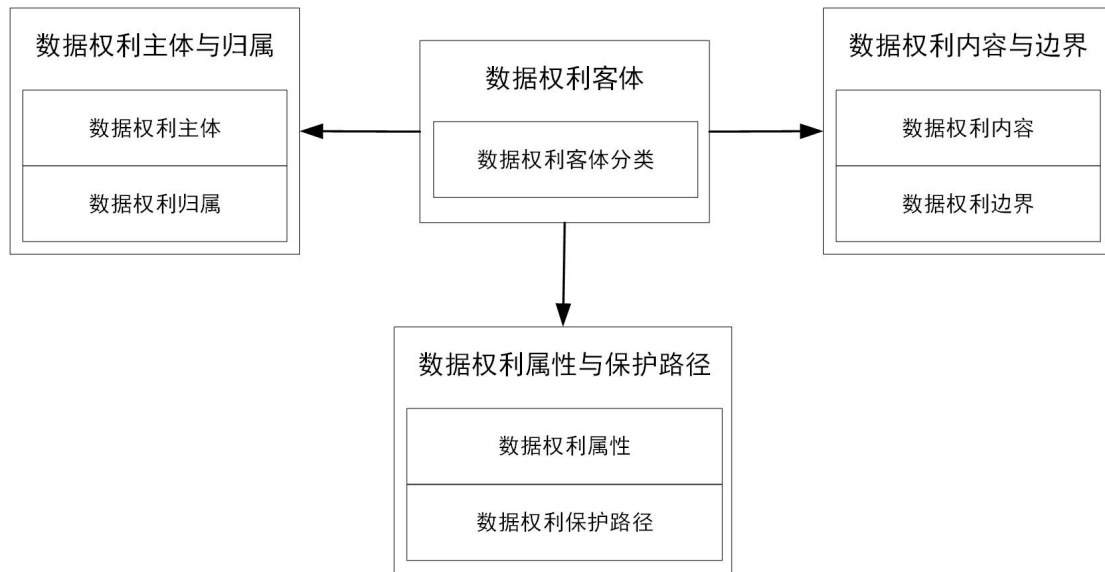 数据权利主体与归属
数据权利主体
数据权利归属
数据权利客体
数据权利客体分类
数据权利内容与边界
数据权利内容
数据权利边界
数据权利属性与保护路径
数据权利属性
数据权利保护路径